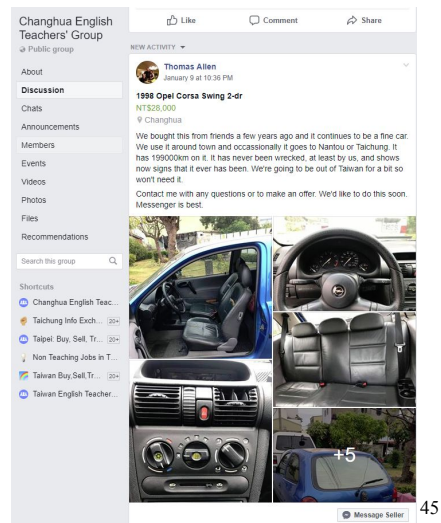 Changhua English
Teachers' Group
Public group
About
Discussion
Chats
Announcements
Members
Events
Videos
Photos
Files
Recommendations
Search this group
Shortcuts
Changhua English Teac...
Taichung Info Exch... 20+
Taipei: Buy, Sell, Tr... 20+
Non Teaching Jobs in T...
Taiwan Buy,Sell,Tr... 20+
Taiwan English Teacher...
Like Comment Share
NEW ACTIVITY
Thomas Allen
January 9 at 10:36 PM
1998 Opel Corsa Swing 2-dr
NT$28,000
Changhua
We bought this from friends a few years ago and it continues to be a fine car.
We use it around town and occassionally it goes to Nantou or Taichung. It
has 199000km on it. It has never been wrecked, at least by us, and shows
now signs that it ever has been. We're going to be out of Taiwan for a bit so
won't need it.
Contact me with any questions or to make an offer. We'd like to do this soon.
Messenger is best.
+5
Message Seller
45